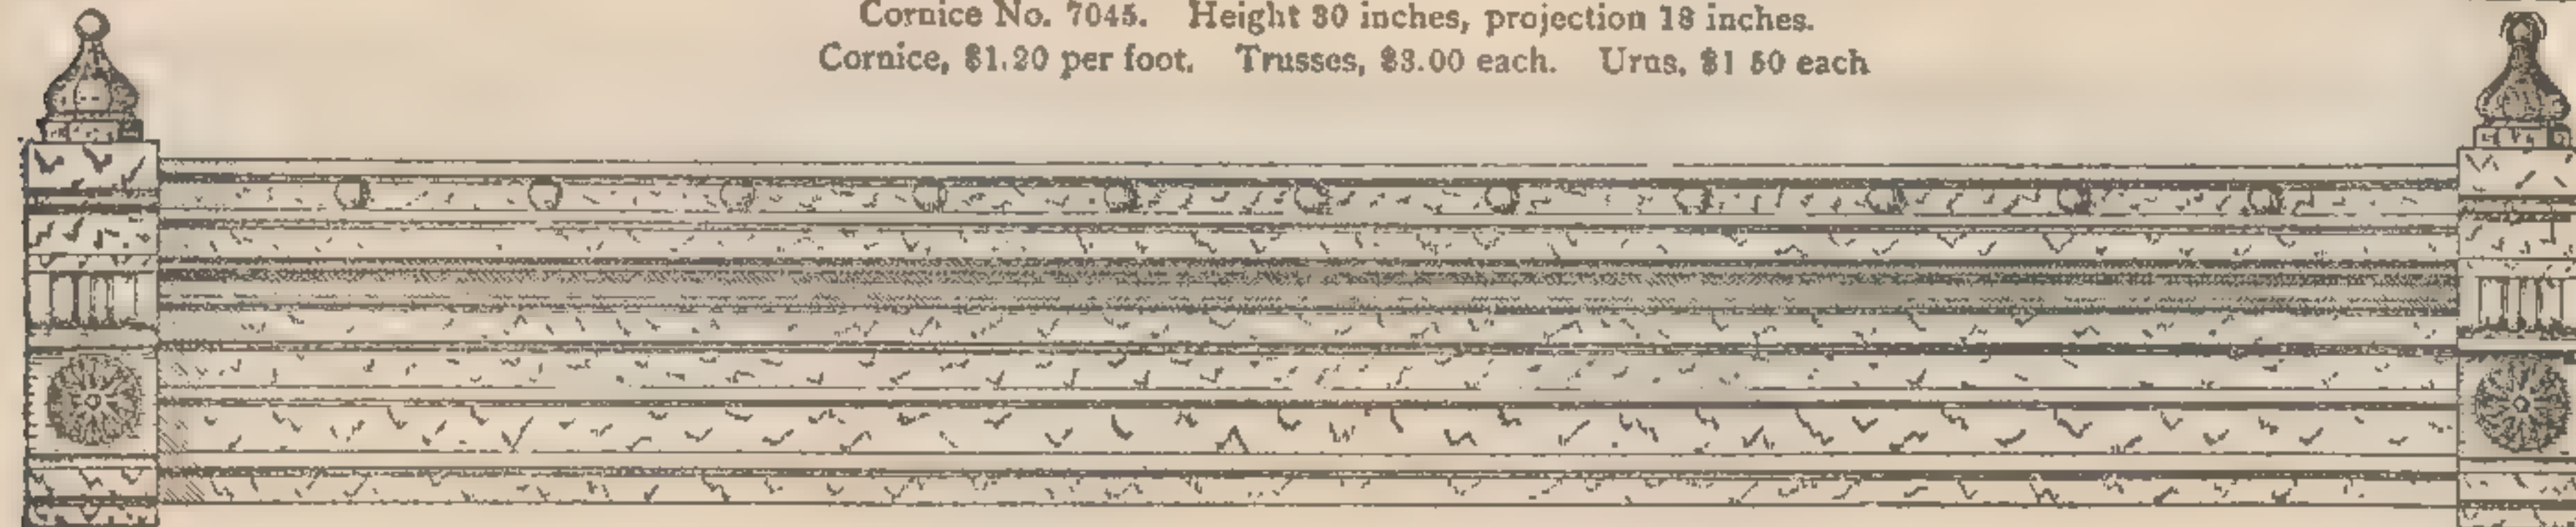 Cornice No. 7045. Height 30 inches, projection 18 inches.
Cornice, $1.20 per foot. Trusses, $3.00 each. Urns, $1 50 each